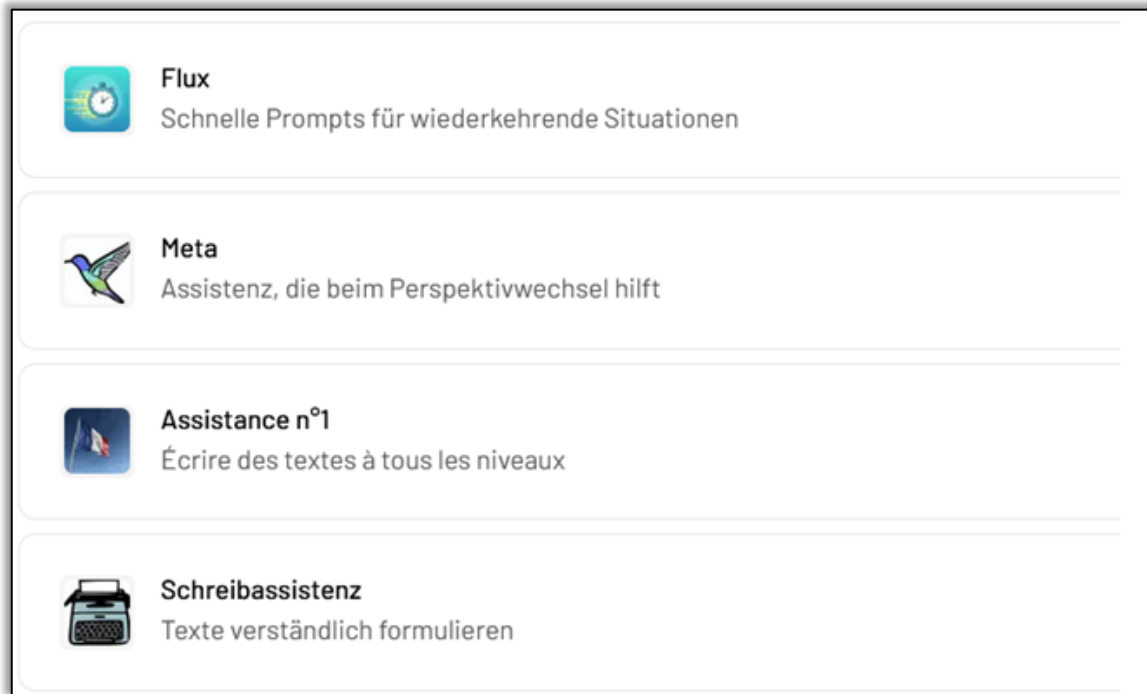 Flux
Schnelle Prompts für wiederkehrende Situationen
Meta
Assistenz, die beim Perspektivwechsel hilft
Assistance n°1
Écrire des textes à tous les niveaux
Schreibassistenz
Texte verständlich formulieren